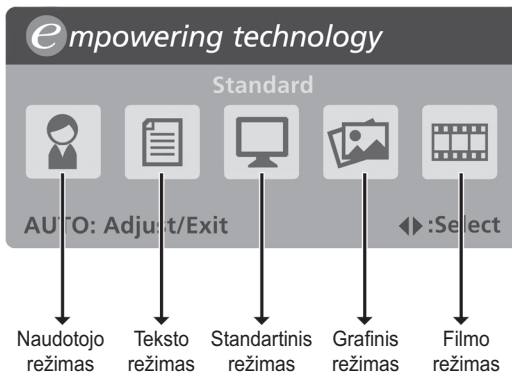 empowering technology
Standard
AUTO: Adjust/Exit
:Select
Naudotojo režimas
Teksto režimas
Standartinis režimas
Grafinis režimas
Filmo režimas